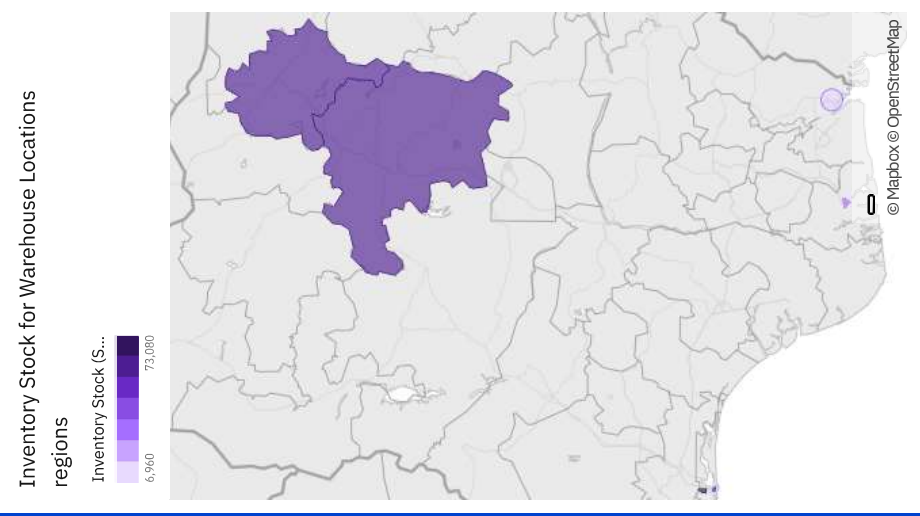 Inventory Stock for Warehouse Locations
regions
Inventory Stock (S...
6,960
73,080
© Mapbox © OpenStreetMap